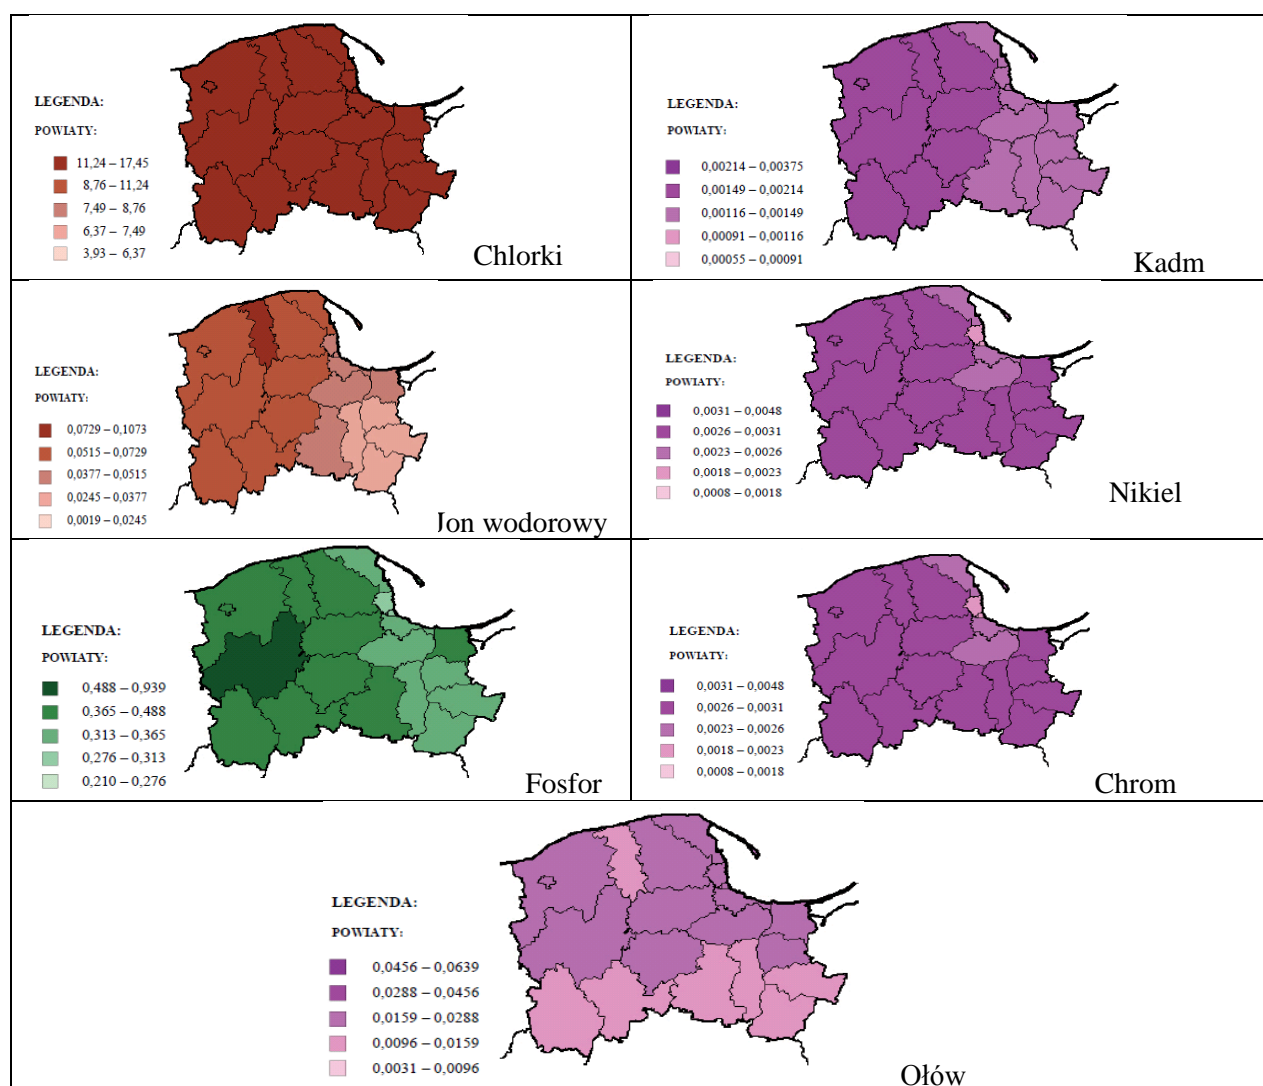 LEGENDA:
POWIATY:
11,24 – 17,45
8,76 – 11,24
7,49 – 8,76
6,37 – 7,49
3,93 – 6,37
Chlorki
LEGENDA:
POWIATY:
0,00214 – 0,00375
0,00149 – 0,00214
0,00116 – 0,00149
0,00091 – 0,00116
0,00055 – 0,00091
Kadm
LEGENDA:
POWIATY:
0,0729 – 0,1073
0,0515 – 0,0729
0,0377 – 0,0515
0,0245 – 0,0377
0,0019 – 0,0245
Jon wodorowy
LEGENDA:
POWIATY:
0,0031 – 0,0048
0,0026 – 0,0031
0,0023 – 0,0026
0,0018 – 0,0023
0,0008 – 0,0018
Nikiel
LEGENDA:
POWIATY:
0,488 – 0,939
0,365 – 0,488
0,313 – 0,365
0,276 – 0,313
0,210 – 0,276
Fosfor
LEGENDA:
POWIATY:
0,0031 – 0,0048
0,0026 – 0,0031
0,0023 – 0,0026
0,0018 – 0,0023
0,0008 – 0,0018
Chrom
LEGENDA:
POWIATY:
0,0456 – 0,0639
0,0288 – 0,0456
0,0159 – 0,0288
0,0096 – 0,0159
0,0031 – 0,0096
Ołów